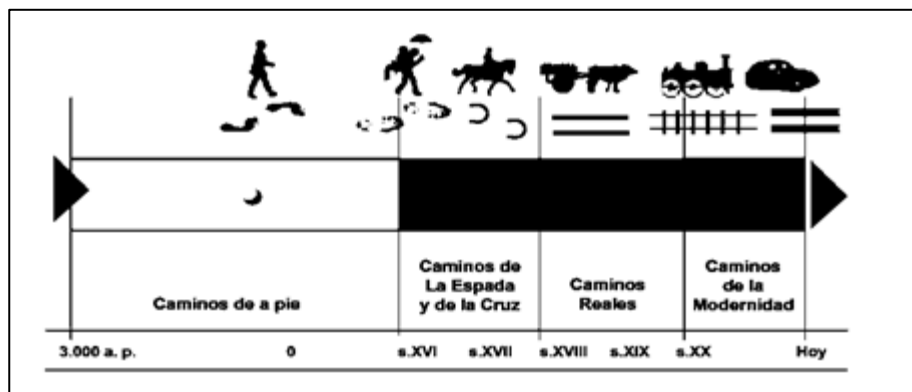 Caminos de a pie
Caminos de
La Espada
y de la Cruz
Caminos
Reales
Caminos
de la
Modernidad
3.000 a. p. 0 s.XVI s.XVII s.XVIII s.XIX s.XX Hoy